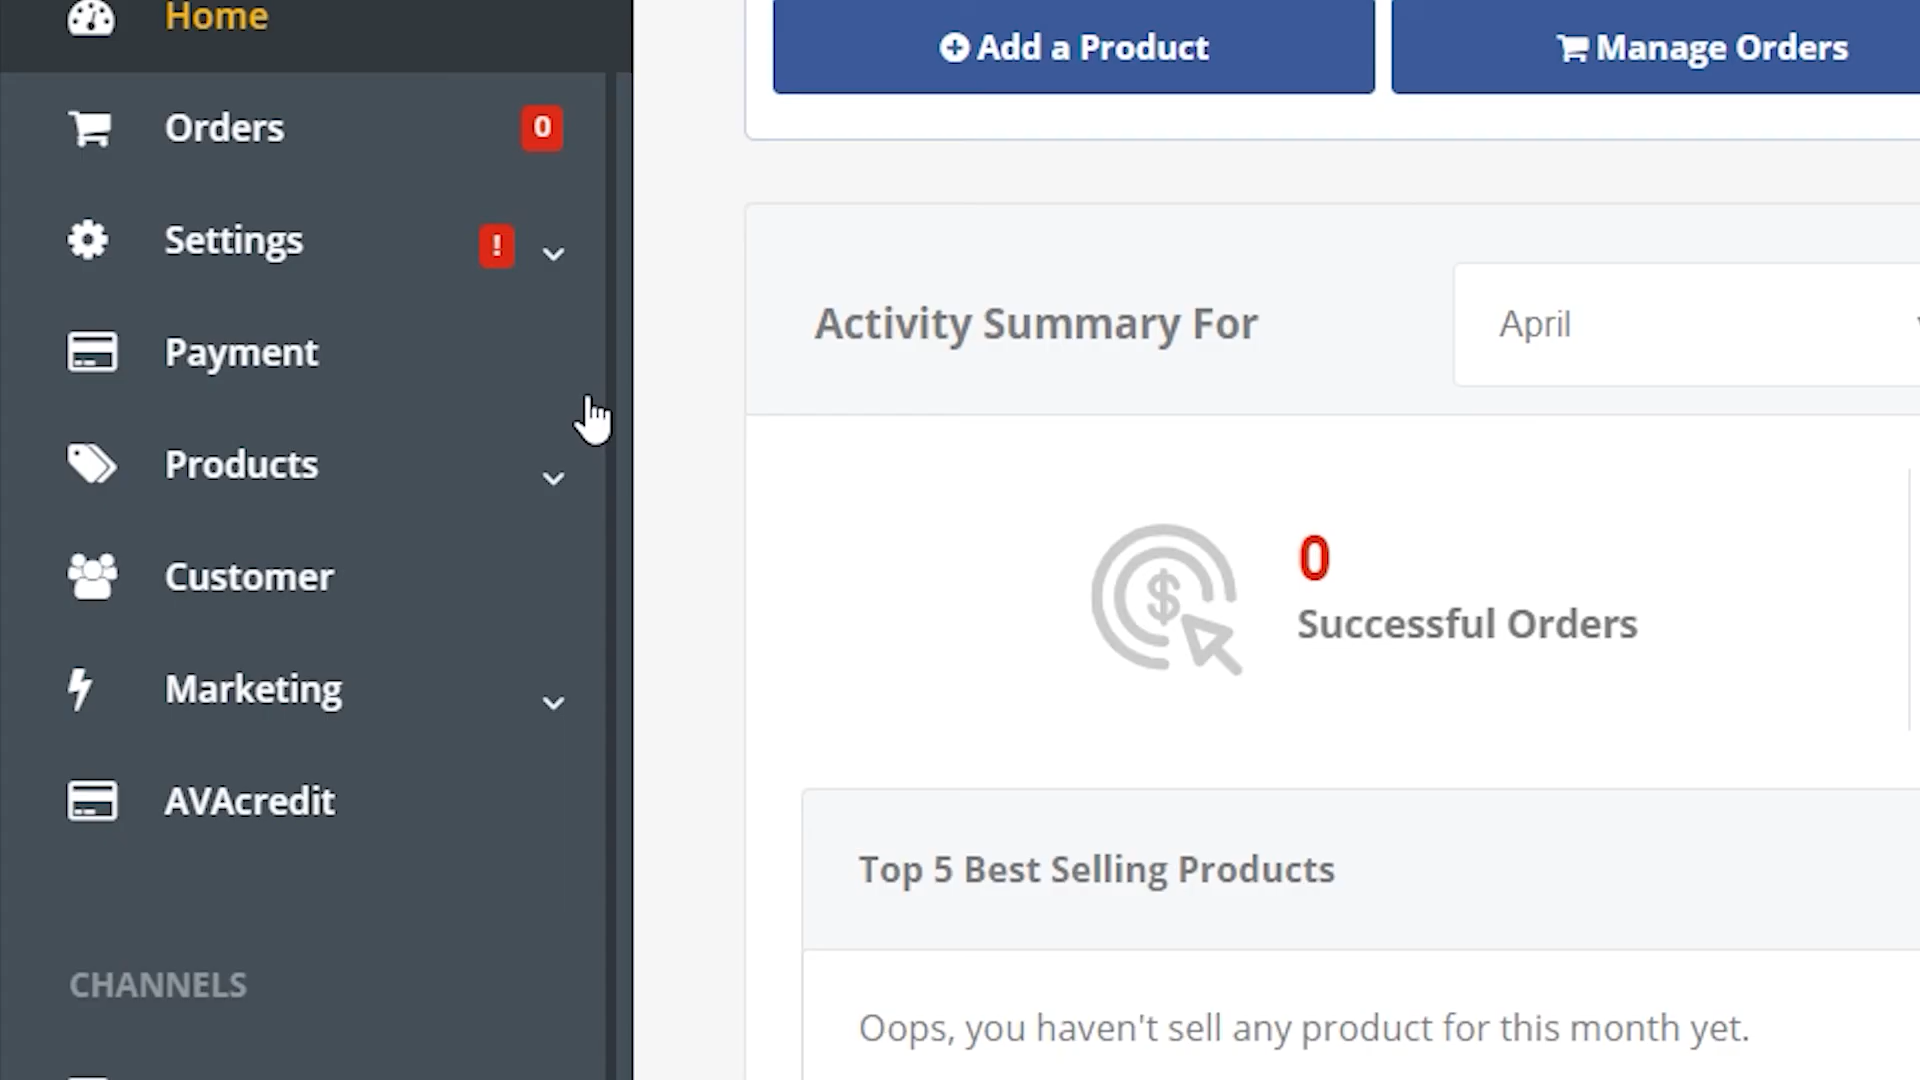 Home
Orders 0
Settings !
Payment
Products
Customer
Marketing
AVAcredit
CHANNELS
Add a Product
Manage Orders
Activity Summary For April
0
Successful Orders
Top 5 Best Selling Products
Oops, you haven't sell any product for this month yet.